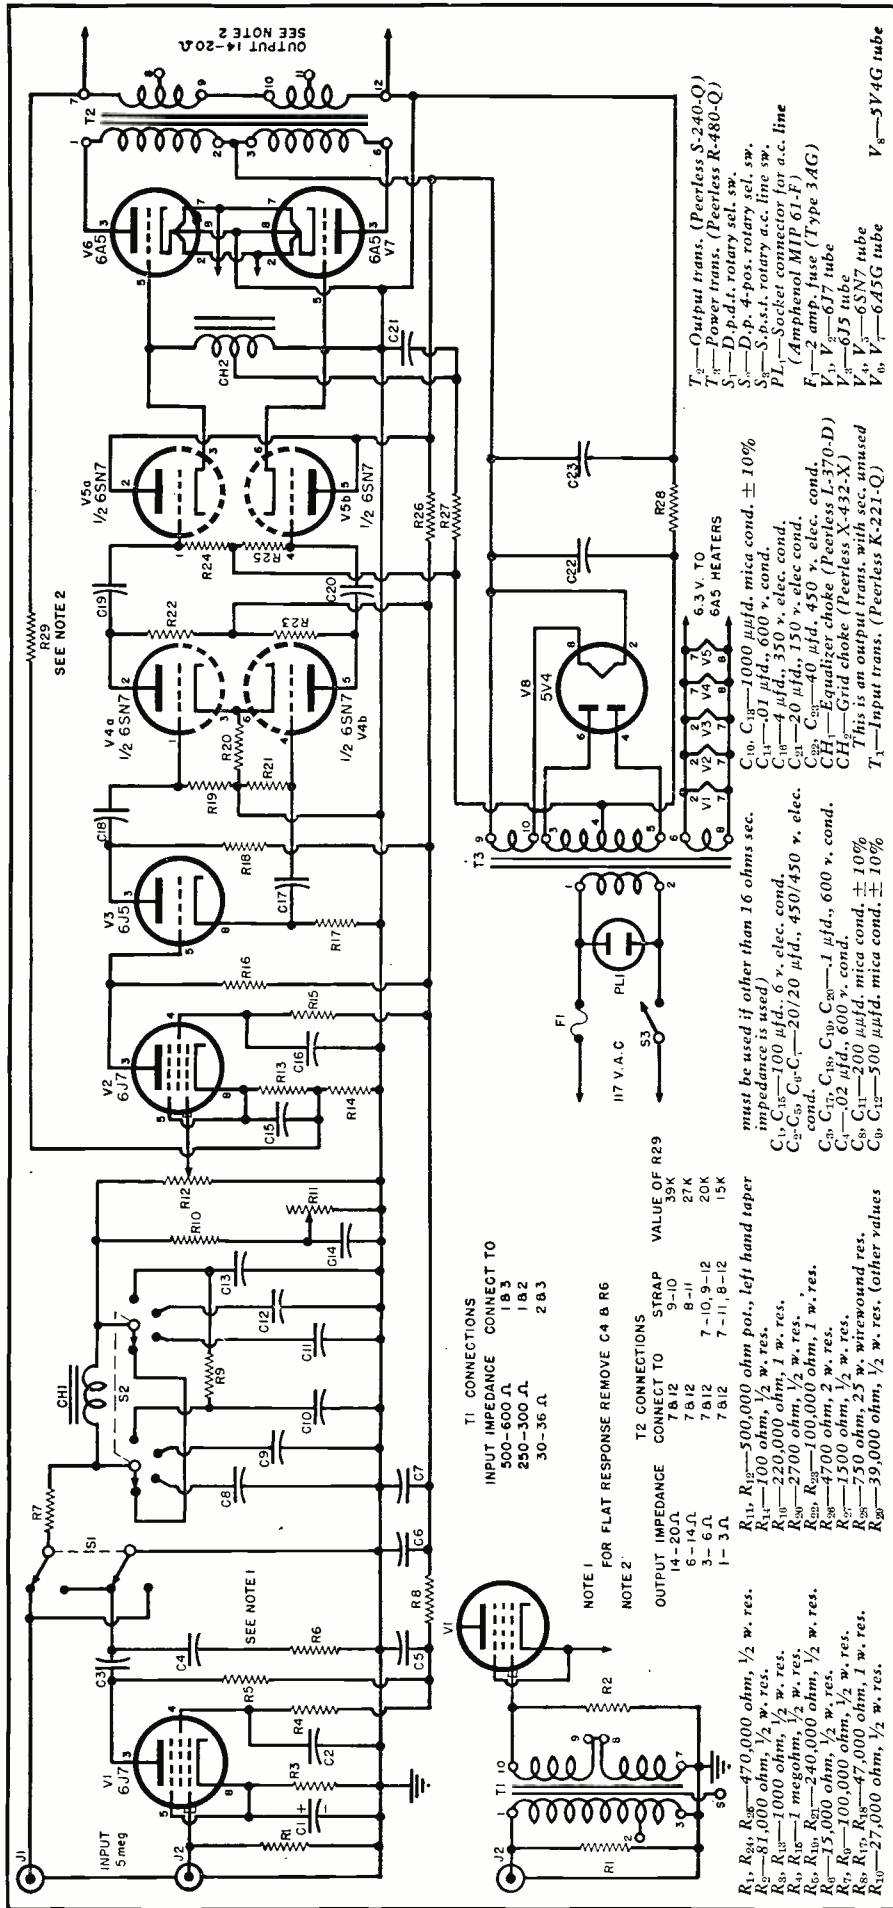 J1
INPUT
5 meg
J2
R1
V1
6J7
C1
R3
C2
R4
R5
C3
C4
R6
SEE NOTE 1
C5
R8
S1
R7
C6
C7
C8
C9
C10
CH1
S2
R9
C11
C12
C13
C14
R10
R11
R12
V2
6J7
C15
R13
R14
C16
R15
R16
V3
6J5
R17
C17
R18
C18
R19
R20
R21
V4a
1/2 6SN7
1/2 6SN7
V4b
R22
R23
C19
C20
R29
SEE NOTE 2
R24
R25
V5a
1/2 6SN7
V5b
1/2 6SN7
R26
R27
CH2
C21
V6
6A5
6A5
V7
T2
OUTPUT 14-20Ω
SEE NOTE 2
J2
R1
T1
S
R2
V1
T1 CONNECTIONS
INPUT IMPEDANCE CONNECT TO
500-600 Ω 1 & 3
250-300 Ω 1 & 2
30-36 Ω 2 & 3
NOTE 1
FOR FLAT RESPONSE REMOVE C4 & R6
NOTE 2
T2 CONNECTIONS
OUTPUT IMPEDANCE CONNECT TO STRAP VALUE OF R29
14-20Ω 7 & 12 9-10 39K
6-14Ω 7 & 12 8-11 27K
3-6Ω 7 & 12 7-10, 9-12 20K
1-3Ω 7 & 12 7-11, 8-12 15K
117 V. A.C
F1
S3
PL1
T3
V8
5V4
C22
C23
R28
6.3 V. TO
6A5 HEATERS
V1 V2 V3 V4 V5
R1, R24, R25—470,000 ohm, 1/2 w. res.
R2—81,000 ohm, 1/2 w. res.
R3, R13—1000 ohm, 1/2 w. res.
R4, R15—1 megohm, 1/2 w. res.
R5, R19, R21—240,000 ohm, 1/2 w. res.
R6—15,000 ohm, 1/2 w. res.
R7, R9—100,000 ohm, 1/2 w. res.
R8, R17, R18—47,000 ohm, 1 w. res.
R10—27,000 ohm, 1/2 w. res.
R11, R12—500,000 ohm pot., left hand taper
R14—100 ohm, 1/2 w. res.
R16—220,000 ohm, 1 w. res.
R20—2700 ohm, 1/2 w. res.
R22, R23—100,000 ohm, 1 w. res.
R26—4700 ohm, 2 w. res.
R27—1500 ohm, 1/2 w. res.
R28—750 ohm, 25 w. wirewound res.
R29—39,000 ohm, 1/2 w. res. (other values
must be used if other than 16 ohms sec.
impedance is used)
C1, C15—100 μfd., 6 v. elec. cond.
C2-C5, C6-C7—20/20 μfd., 450/450 v. elec.
cond.
C3, C17, C18, C19, C20—.1 μfd., 600 v. cond.
C4—.02 μfd., 600 v. cond.
C8, C11—200 μμfd. mica cond. ± 10%
C9, C12—500 μμfd. mica cond. ± 10%
C10, C13—1000 μμfd. mica cond. ± 10%
C14—.01 μfd., 600 v. cond.
C16—4 μfd., 350 v. elec. cond.
C21—20 μfd., 150 v. elec cond.
C22, C23—40 μfd., 450 v. elec. cond.
CH1—Equalizer choke (Peerless L-370-D)
CH2—Grid choke (Peerless X-432-X)
This is an output trans. with sec. unused
T1—Input trans. (Peerless K-221-Q)
T2—Output trans. (Peerless S-240-Q)
T3—Power trans. (Peerless R-480-Q)
S1—D.p.d.t. rotary sel. sw.
S2—D.p. 4-pos. rotary sel. sw.
S3—S.p.s.t. rotary a.c. line sw.
PL1—Socket connector for a.c. line
(Amphenol MIP 61-F)
F1—2 amp. fuse (Type 3AG)
V1, V2—6J7 tube
V3—6J5 tube
V4, V5—6SN7 tube
V6, V7—6A5G tube V8—5V4G tube